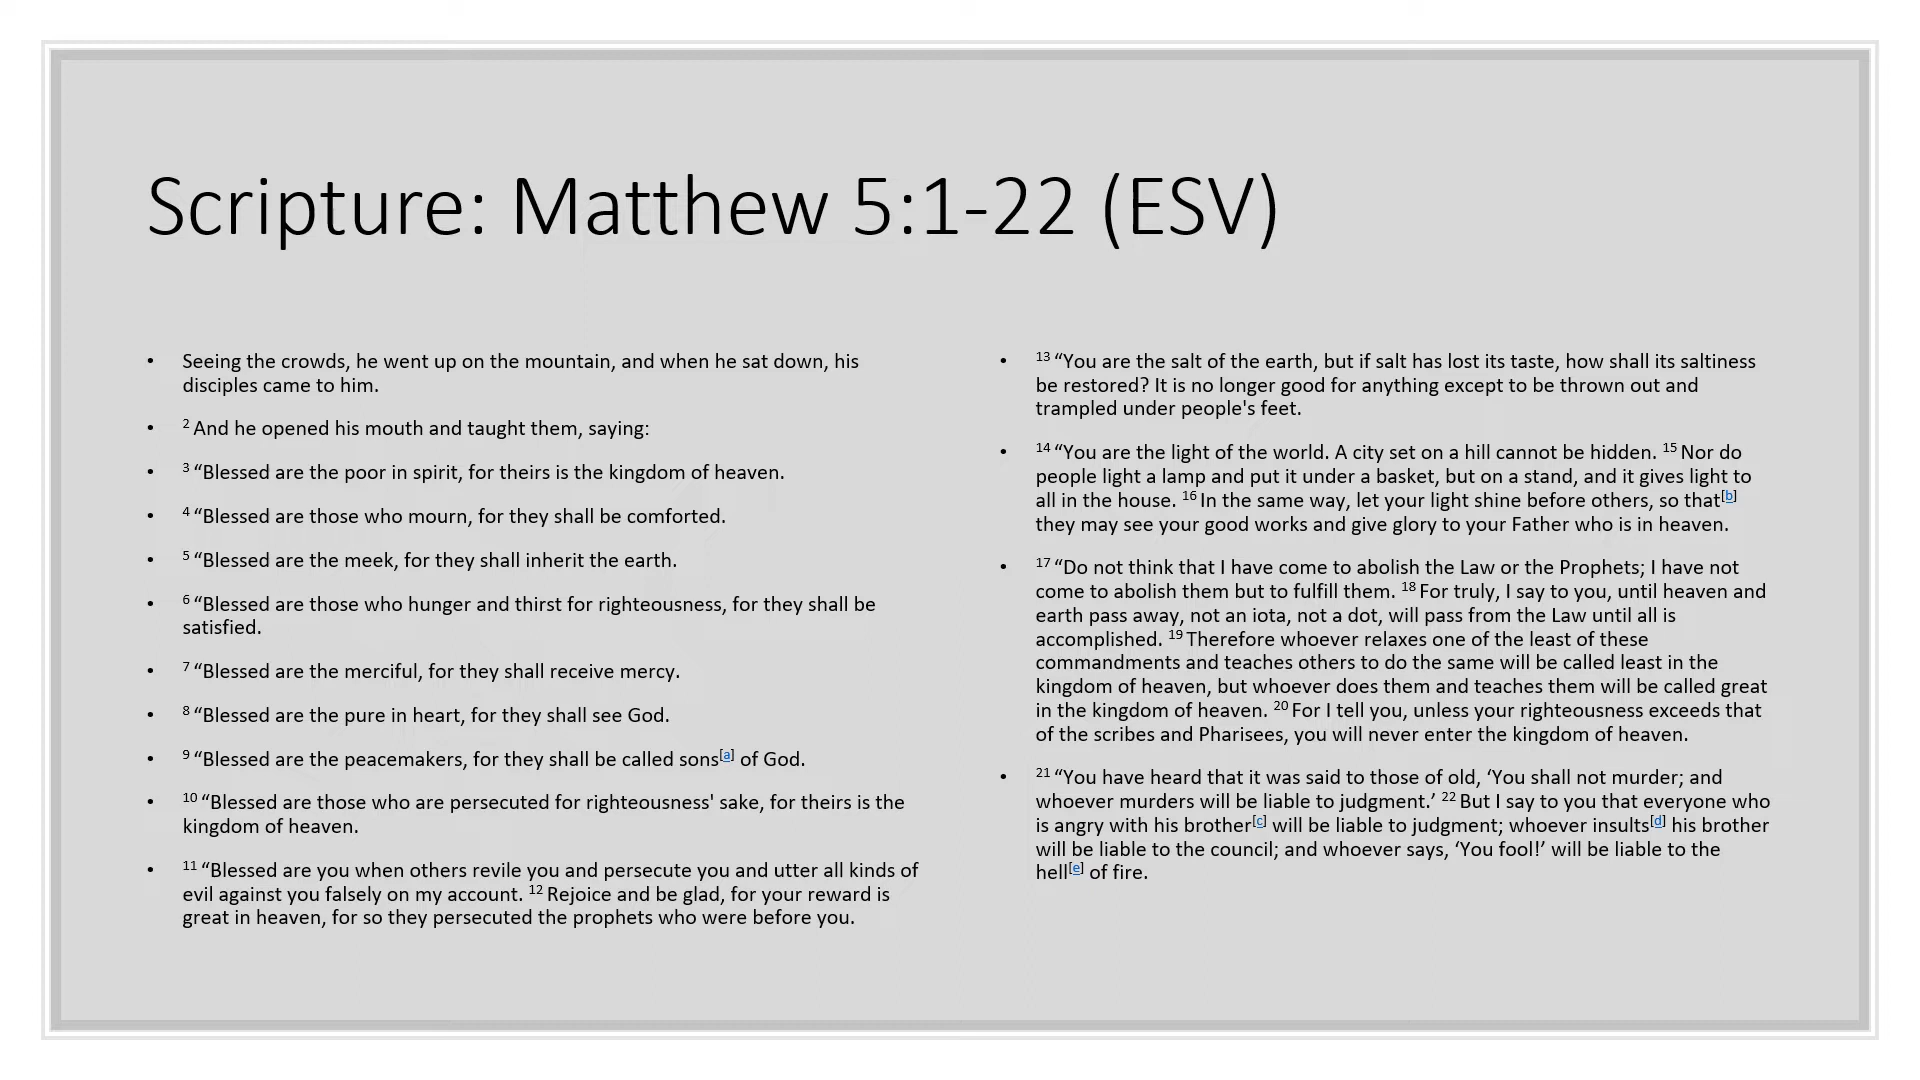 Scripture: Matthew 5:1-22 (ESV)
• Seeing the crowds, he went up on the mountain, and when he sat down, his
disciples came to him.
• 2 And he opened his mouth and taught them, saying:
• 3 “Blessed are the poor in spirit, for theirs is the kingdom of heaven.
• 4 “Blessed are those who mourn, for they shall be comforted.
• 5 “Blessed are the meek, for they shall inherit the earth.
• 6 “Blessed are those who hunger and thirst for righteousness, for they shall be
satisfied.
• 7 “Blessed are the merciful, for they shall receive mercy.
• 8 “Blessed are the pure in heart, for they shall see God.
• 9 “Blessed are the peacemakers, for they shall be called sons[a] of God.
• 10 “Blessed are those who are persecuted for righteousness' sake, for theirs is the
kingdom of heaven.
• 11 “Blessed are you when others revile you and persecute you and utter all kinds of
evil against you falsely on my account. 12 Rejoice and be glad, for your reward is
great in heaven, for so they persecuted the prophets who were before you.
• 13 “You are the salt of the earth, but if salt has lost its taste, how shall its saltiness
be restored? It is no longer good for anything except to be thrown out and
trampled under people's feet.
• 14 “You are the light of the world. A city set on a hill cannot be hidden. 15 Nor do
people light a lamp and put it under a basket, but on a stand, and it gives light to
all in the house. 16 In the same way, let your light shine before others, so that[b]
they may see your good works and give glory to your Father who is in heaven.
• 17 “Do not think that I have come to abolish the Law or the Prophets; I have not
come to abolish them but to fulfill them. 18 For truly, I say to you, until heaven and
earth pass away, not an iota, not a dot, will pass from the Law until all is
accomplished. 19 Therefore whoever relaxes one of the least of these
commandments and teaches others to do the same will be called least in the
kingdom of heaven, but whoever does them and teaches them will be called great
in the kingdom of heaven. 20 For I tell you, unless your righteousness exceeds that
of the scribes and Pharisees, you will never enter the kingdom of heaven.
• 21 “You have heard that it was said to those of old, ‘You shall not murder; and
whoever murders will be liable to judgment.’ 22 But I say to you that everyone who
is angry with his brother[c] will be liable to judgment; whoever insults[d] his brother
will be liable to the council; and whoever says, ‘You fool!’ will be liable to the
hell[e] of fire.